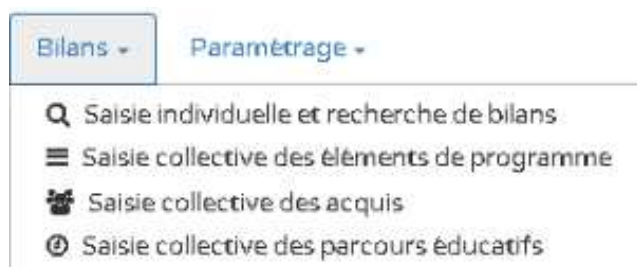 Bilans Paramétrage
Saisie individuelle et recherche de bilans
Saisie collective des éléments de programme
Saisie collective des acquis
Saisie collective des parcours éducatifs